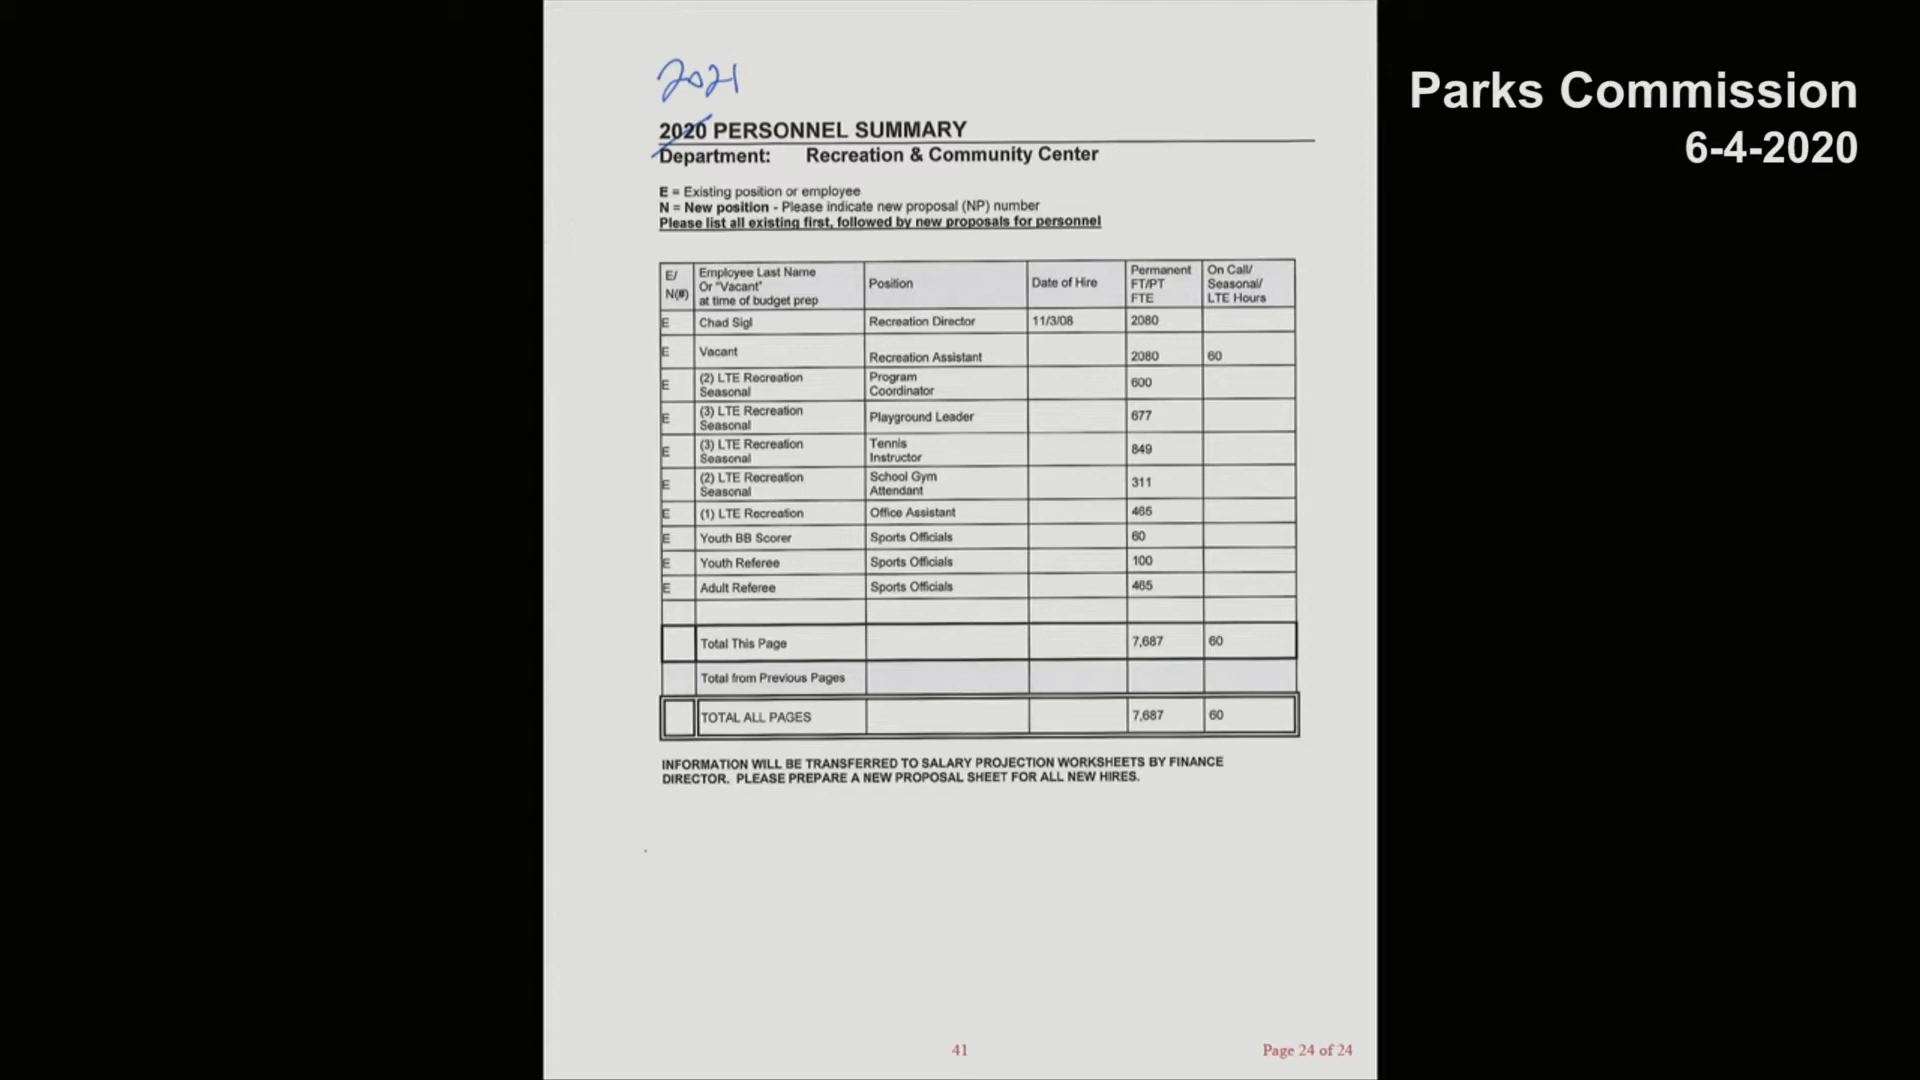 Parks Commission
6-4-2020
2021
2020 PERSONNEL SUMMARY
Department: Recreation & Community Center
E = Existing position or employee
N = New position - Please indicate new proposal (NP) number
Please list all existing first, followed by new proposals for personnel
E/ N(#) Employee Last Name Or "Vacant" at time of budget prep Position Date of Hire Permanent FT/PT FTE On Call/ Seasonal/ LTE Hours
E Chad Sigl Recreation Director 11/3/08 2080
E Vacant Recreation Assistant 2080 60
E (2) LTE Recreation Seasonal Program Coordinator 600
E (3) LTE Recreation Seasonal Playground Leader 677
E (3) LTE Recreation Seasonal Tennis Instructor 849
E (2) LTE Recreation Seasonal School Gym Attendant 311
E (1) LTE Recreation Office Assistant 465
E Youth BB Scorer Sports Officials 60
E Youth Referee Sports Officials 100
E Adult Referee Sports Officials 465
Total This Page 7,687 60
Total from Previous Pages
TOTAL ALL PAGES 7,687 60
INFORMATION WILL BE TRANSFERRED TO SALARY PROJECTION WORKSHEETS BY FINANCE
DIRECTOR. PLEASE PREPARE A NEW PROPOSAL SHEET FOR ALL NEW HIRES.
41
Page 24 of 24